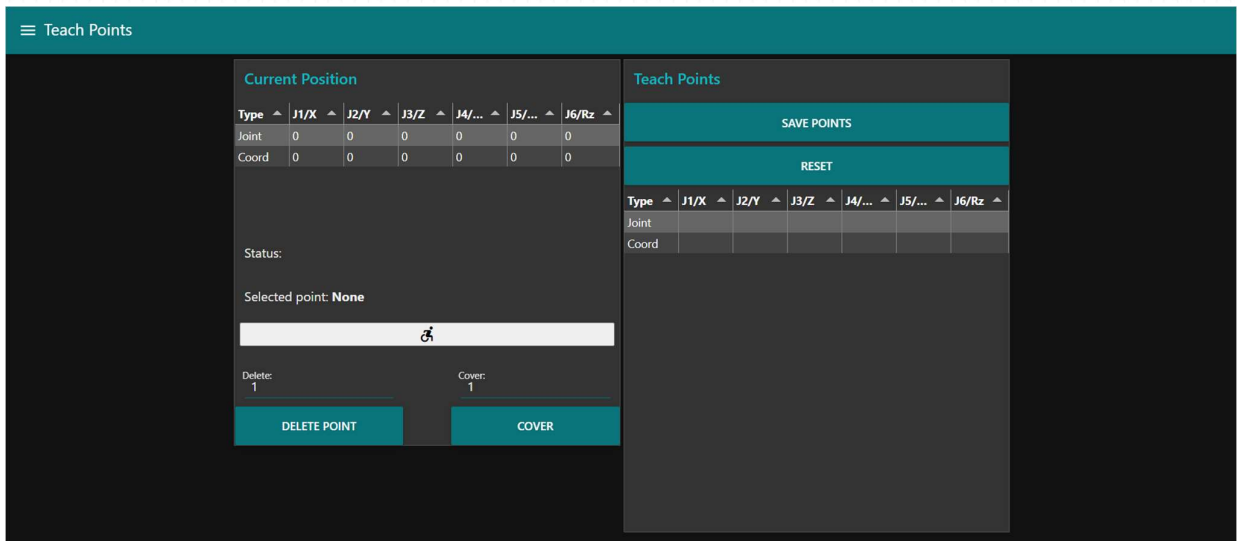 Teach Points
Current Position
Type J1/X J2/Y J3/Z J4/... J5/... J6/Rz
Joint 0 0 0 0 0 0
Coord 0 0 0 0 0 0
Status:
Selected point: None
Delete:
1
Cover:
1
DELETE POINT
COVER
Teach Points
SAVE POINTS
RESET
Type J1/X J2/Y J3/Z J4/... J5/... J6/Rz
Joint
Coord